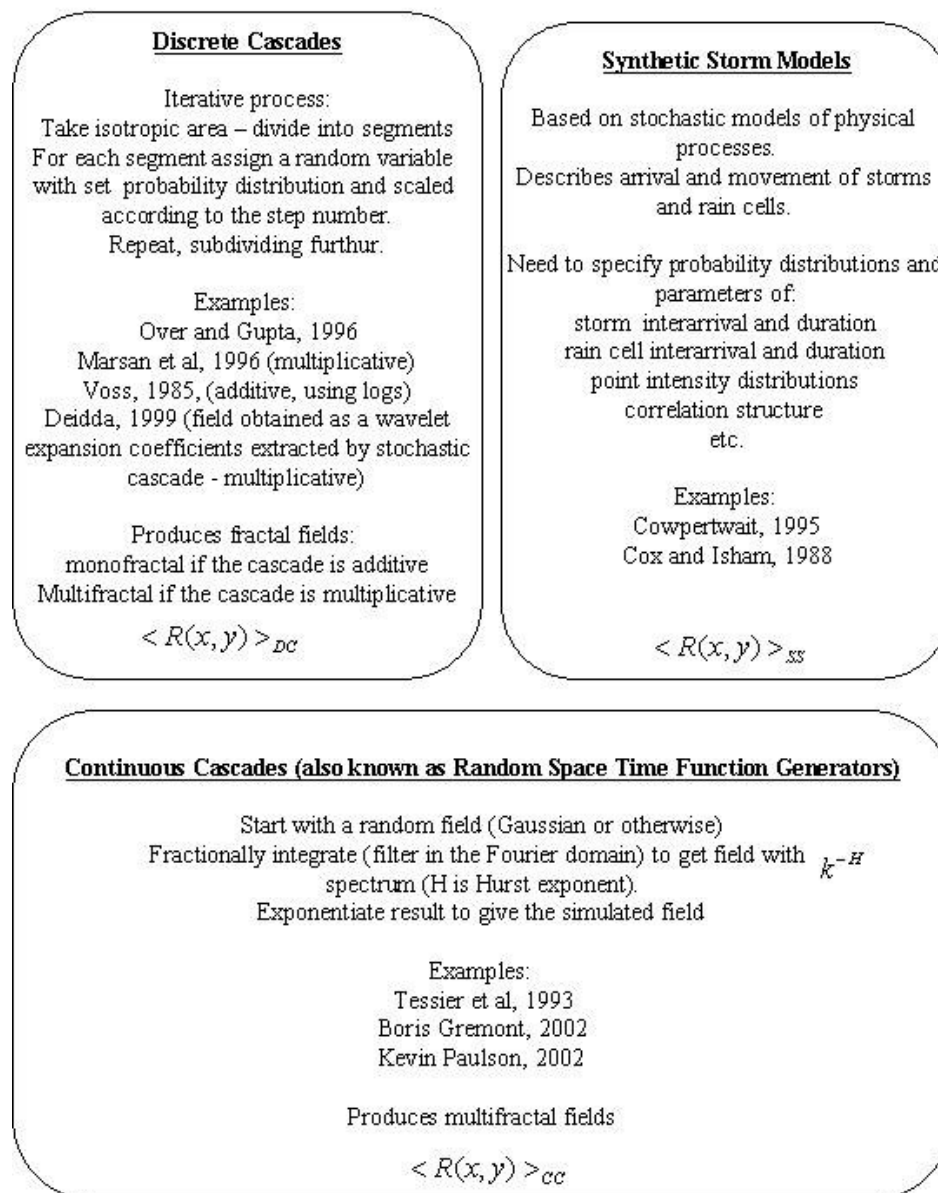 Discrete Cascades
Iterative process:
Take isotropic area – divide into segments
For each segment assign a random variable
with set probability distribution and scaled
according to the step number.
Repeat, subdividing furthur.
Examples:
Over and Gupta, 1996
Marsan et al, 1996 (multiplicative)
Voss, 1985, (additive, using logs)
Deidda, 1999 (field obtained as a wavelet
expansion coefficients extracted by stochastic
cascade - multiplicative)
Produces fractal fields:
monofractal if the cascade is additive
Multifractal if the cascade is multiplicative
< R(x, y) >DC
Synthetic Storm Models
Based on stochastic models of physical
processes.
Describes arrival and movement of storms
and rain cells.
Need to specify probability distributions and
parameters of:
storm interarrival and duration
rain cell interarrival and duration
point intensity distributions
correlation structure
etc.
Examples:
Cowpertwait, 1995
Cox and Isham, 1988
< R(x, y) >SS
Continuous Cascades (also known as Random Space Time Function Generators)
Start with a random field (Gaussian or otherwise)
Fractionally integrate (filter in the Fourier domain) to get field with k^-H
spectrum (H is Hurst exponent).
Exponentiate result to give the simulated field
Examples:
Tessier et al, 1993
Boris Gremont, 2002
Kevin Paulson, 2002
Produces multifractal fields
< R(x, y) >CC